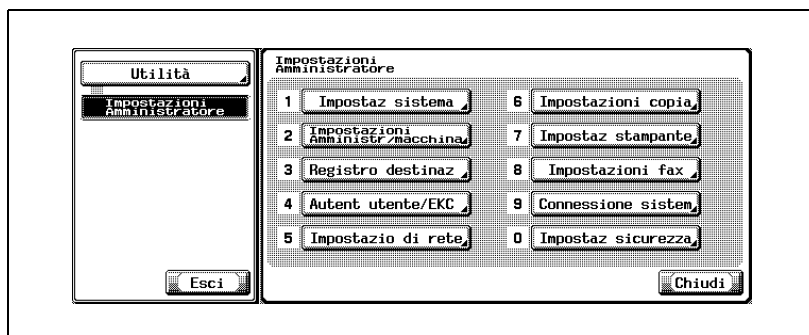 Utilità
Impostazioni
Amministratore
Esci
Impostazioni
Amministratore
1 Impostaz sistema
2 Impostazioni
Amministr/macchina
3 Registro destinaz
4 Autent utente/EKC
5 Impostazio di rete
6 Impostazioni copia
7 Impostaz stampante
8 Impostazioni fax
9 Connessione sistem
0 Impostaz sicurezza
Chiudi